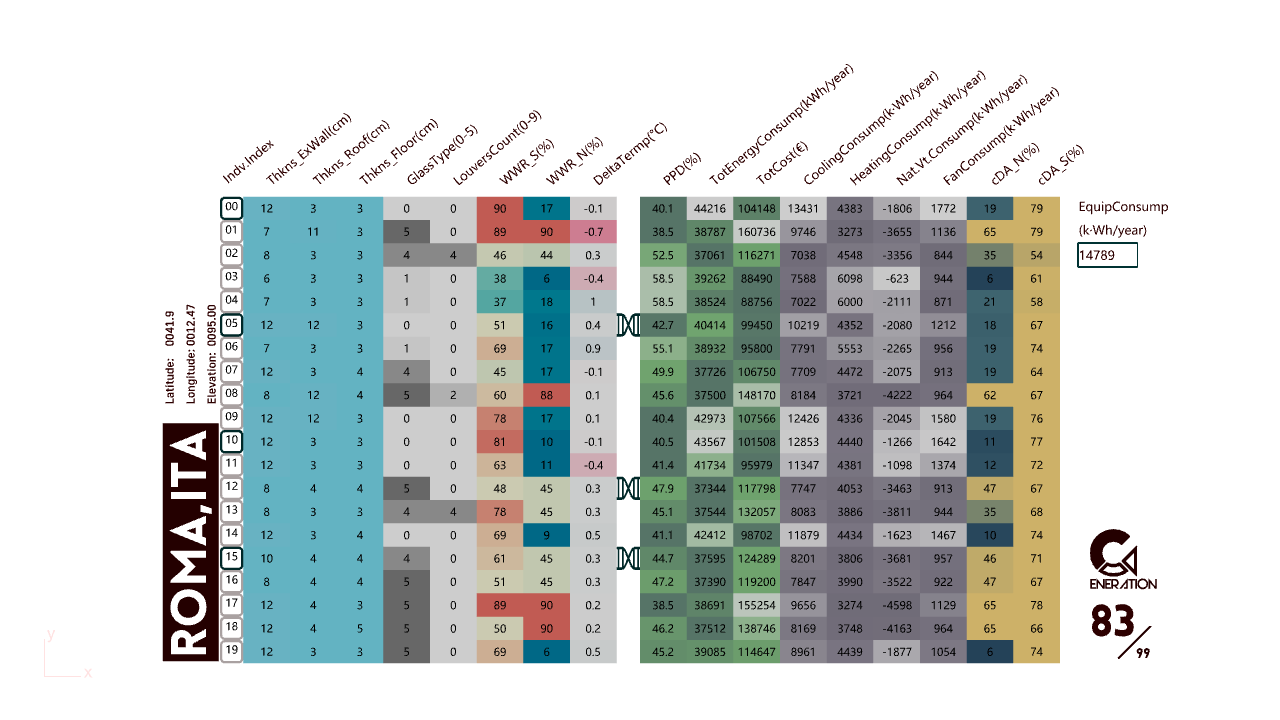 Indv.Index Thkns_ExWall(cm) Thkns_Roof(cm) Thkns_Floor(cm) GlassType(0-5) LouversCount(0-9) WWR_S(%) WWR_N(%) DeltaTermp(°C) PPD(%) TotEnergyConsump(kWh/year) TotCost(€) CoolingConsump(k·Wh/year) HeatingConsump(k·Wh/year) Nat.Vt.Consump(k·Wh/year) FanConsump(k·Wh/year) cDA_N(%) cDA_S(%)
00 12 3 3 0 0 90 17 -0.1 40.1 44216 104148 13431 4383 -1806 1772 19 79
01 7 11 3 5 0 89 90 -0.7 38.5 38787 160736 9746 3273 -3655 1136 65 79
02 8 3 3 4 4 46 44 0.3 52.5 37061 116271 7038 4548 -3356 844 35 54
03 6 3 3 1 0 38 6 -0.4 58.5 39262 88490 7588 6098 -623 944 6 61
04 7 3 3 1 0 37 18 1 58.5 38524 88756 7022 6000 -2111 871 21 58
05 12 12 3 0 0 51 16 0.4 42.7 40414 99450 10219 4352 -2080 1212 18 67
06 7 3 3 1 0 69 17 0.9 55.1 38932 95800 7791 5553 -2265 956 19 74
07 12 3 4 4 0 45 17 -0.1 49.9 37726 106750 7709 4472 -2075 913 19 64
08 8 12 4 5 2 60 88 0.1 45.6 37500 148170 8184 3721 -4222 964 62 67
09 12 12 3 0 0 78 17 0.1 40.4 42973 107566 12426 4336 -2045 1580 19 76
10 12 3 3 0 0 81 10 -0.1 40.5 43567 101508 12853 4440 -1266 1642 11 77
11 12 3 3 0 0 63 11 -0.4 41.4 41734 95979 11347 4381 -1098 1374 12 72
12 8 4 4 5 0 48 45 0.3 47.9 37344 117798 7747 4053 -3463 913 47 67
13 8 3 3 4 4 78 45 0.3 45.1 37544 132057 8083 3866 -3811 944 35 68
14 12 3 4 0 0 69 9 0.5 41.1 42412 98702 11879 4434 -1623 1467 10 74
15 10 4 4 4 0 61 45 0.3 44.7 37595 124289 8201 3806 -3681 957 46 71
16 8 4 4 5 0 51 45 0.3 47.2 37390 119200 7847 3990 -3522 922 47 67
17 12 4 3 5 0 89 90 0.2 38.5 38691 155254 9656 3274 -4598 1129 65 78
18 12 4 5 5 0 50 90 0.2 46.2 37512 138746 8169 3748 -4163 964 65 66
19 12 3 3 5 0 69 6 0.5 45.2 39085 114647 8961 4439 -1877 1054 6 74
EquipConsump
(k·Wh/year)
14789
Latitude: 0041.9
Longitude: 0012.47
Elevation: 0095.00
ROMA,ITA
GENERATION
83/99
y
x